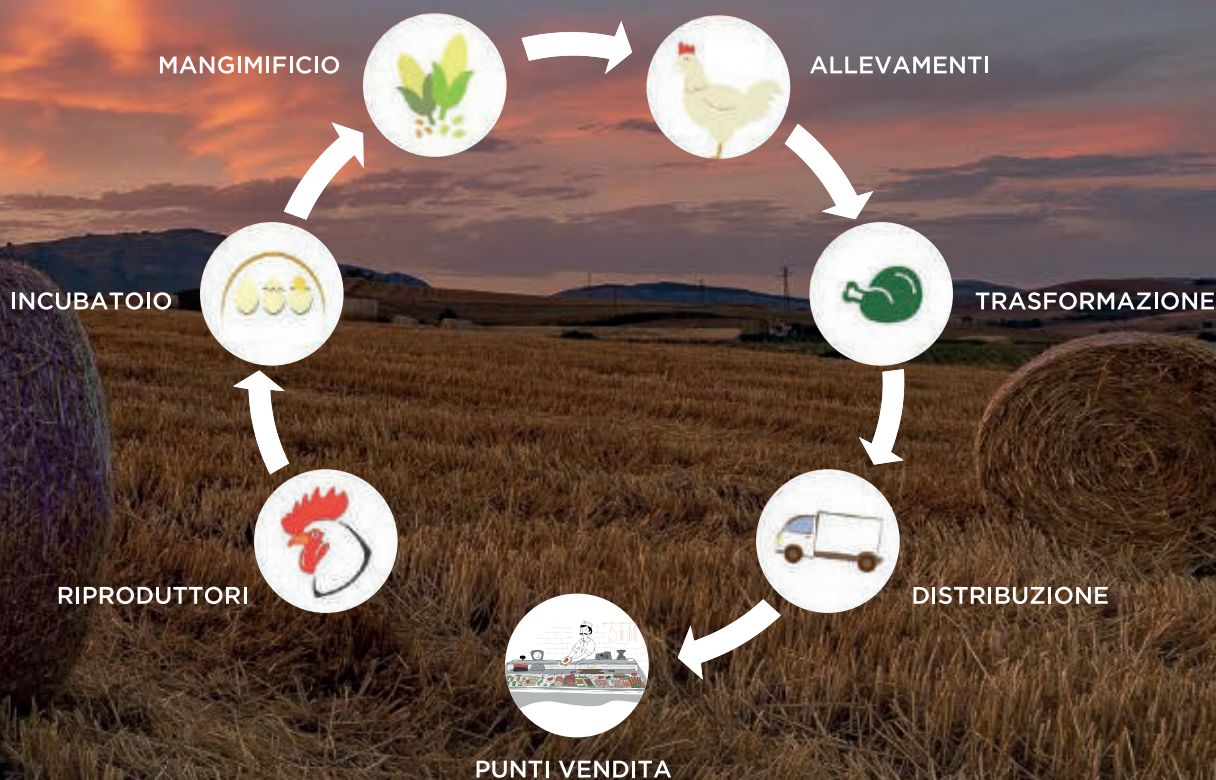 MANGIMIFICIO
ALLEVAMENTI
INCUBATOIO
TRASFORMAZIONE
RIPRODUTTORI
DISTRIBUZIONE
PUNTI VENDITA